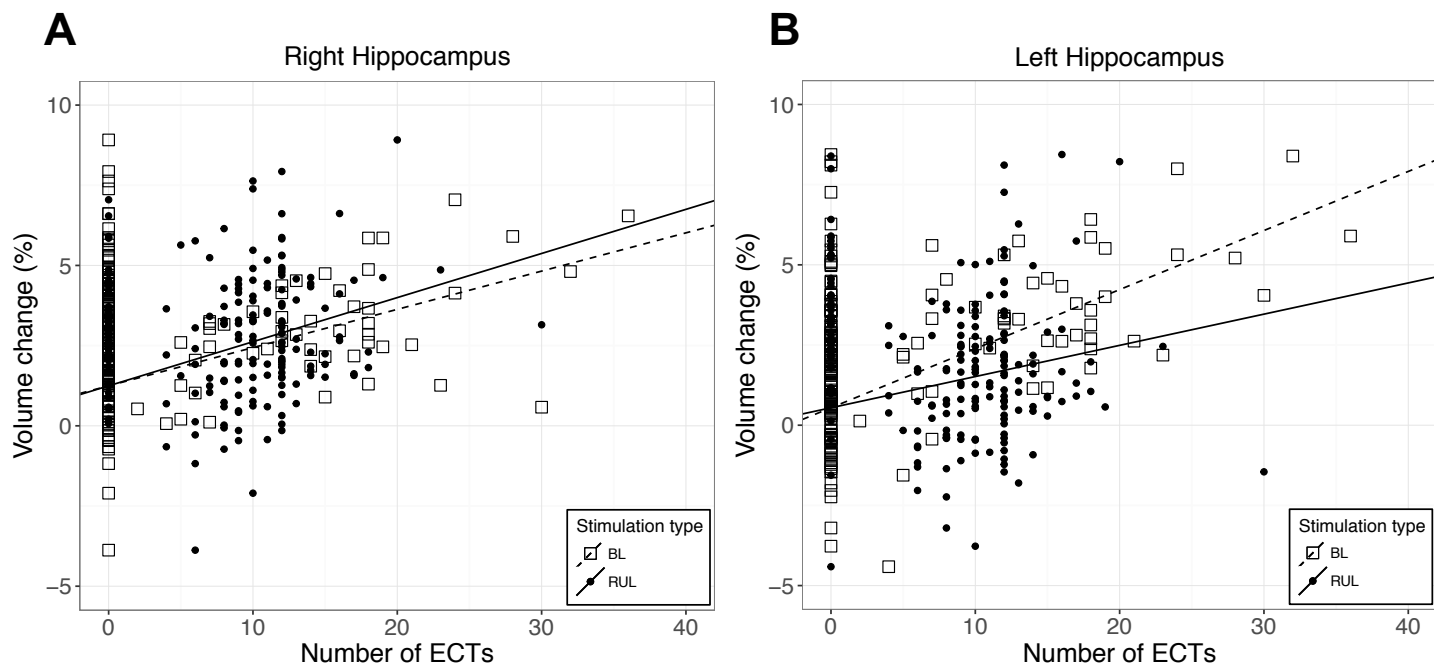 A
Right Hippocampus
Volume change (%)
10
5
0
−5
0
10
20
30
40
Number of ECTs
Stimulation type
BL
RUL
B
Left Hippocampus
Volume change (%)
10
5
0
−5
0
10
20
30
40
Number of ECTs
Stimulation type
BL
RUL